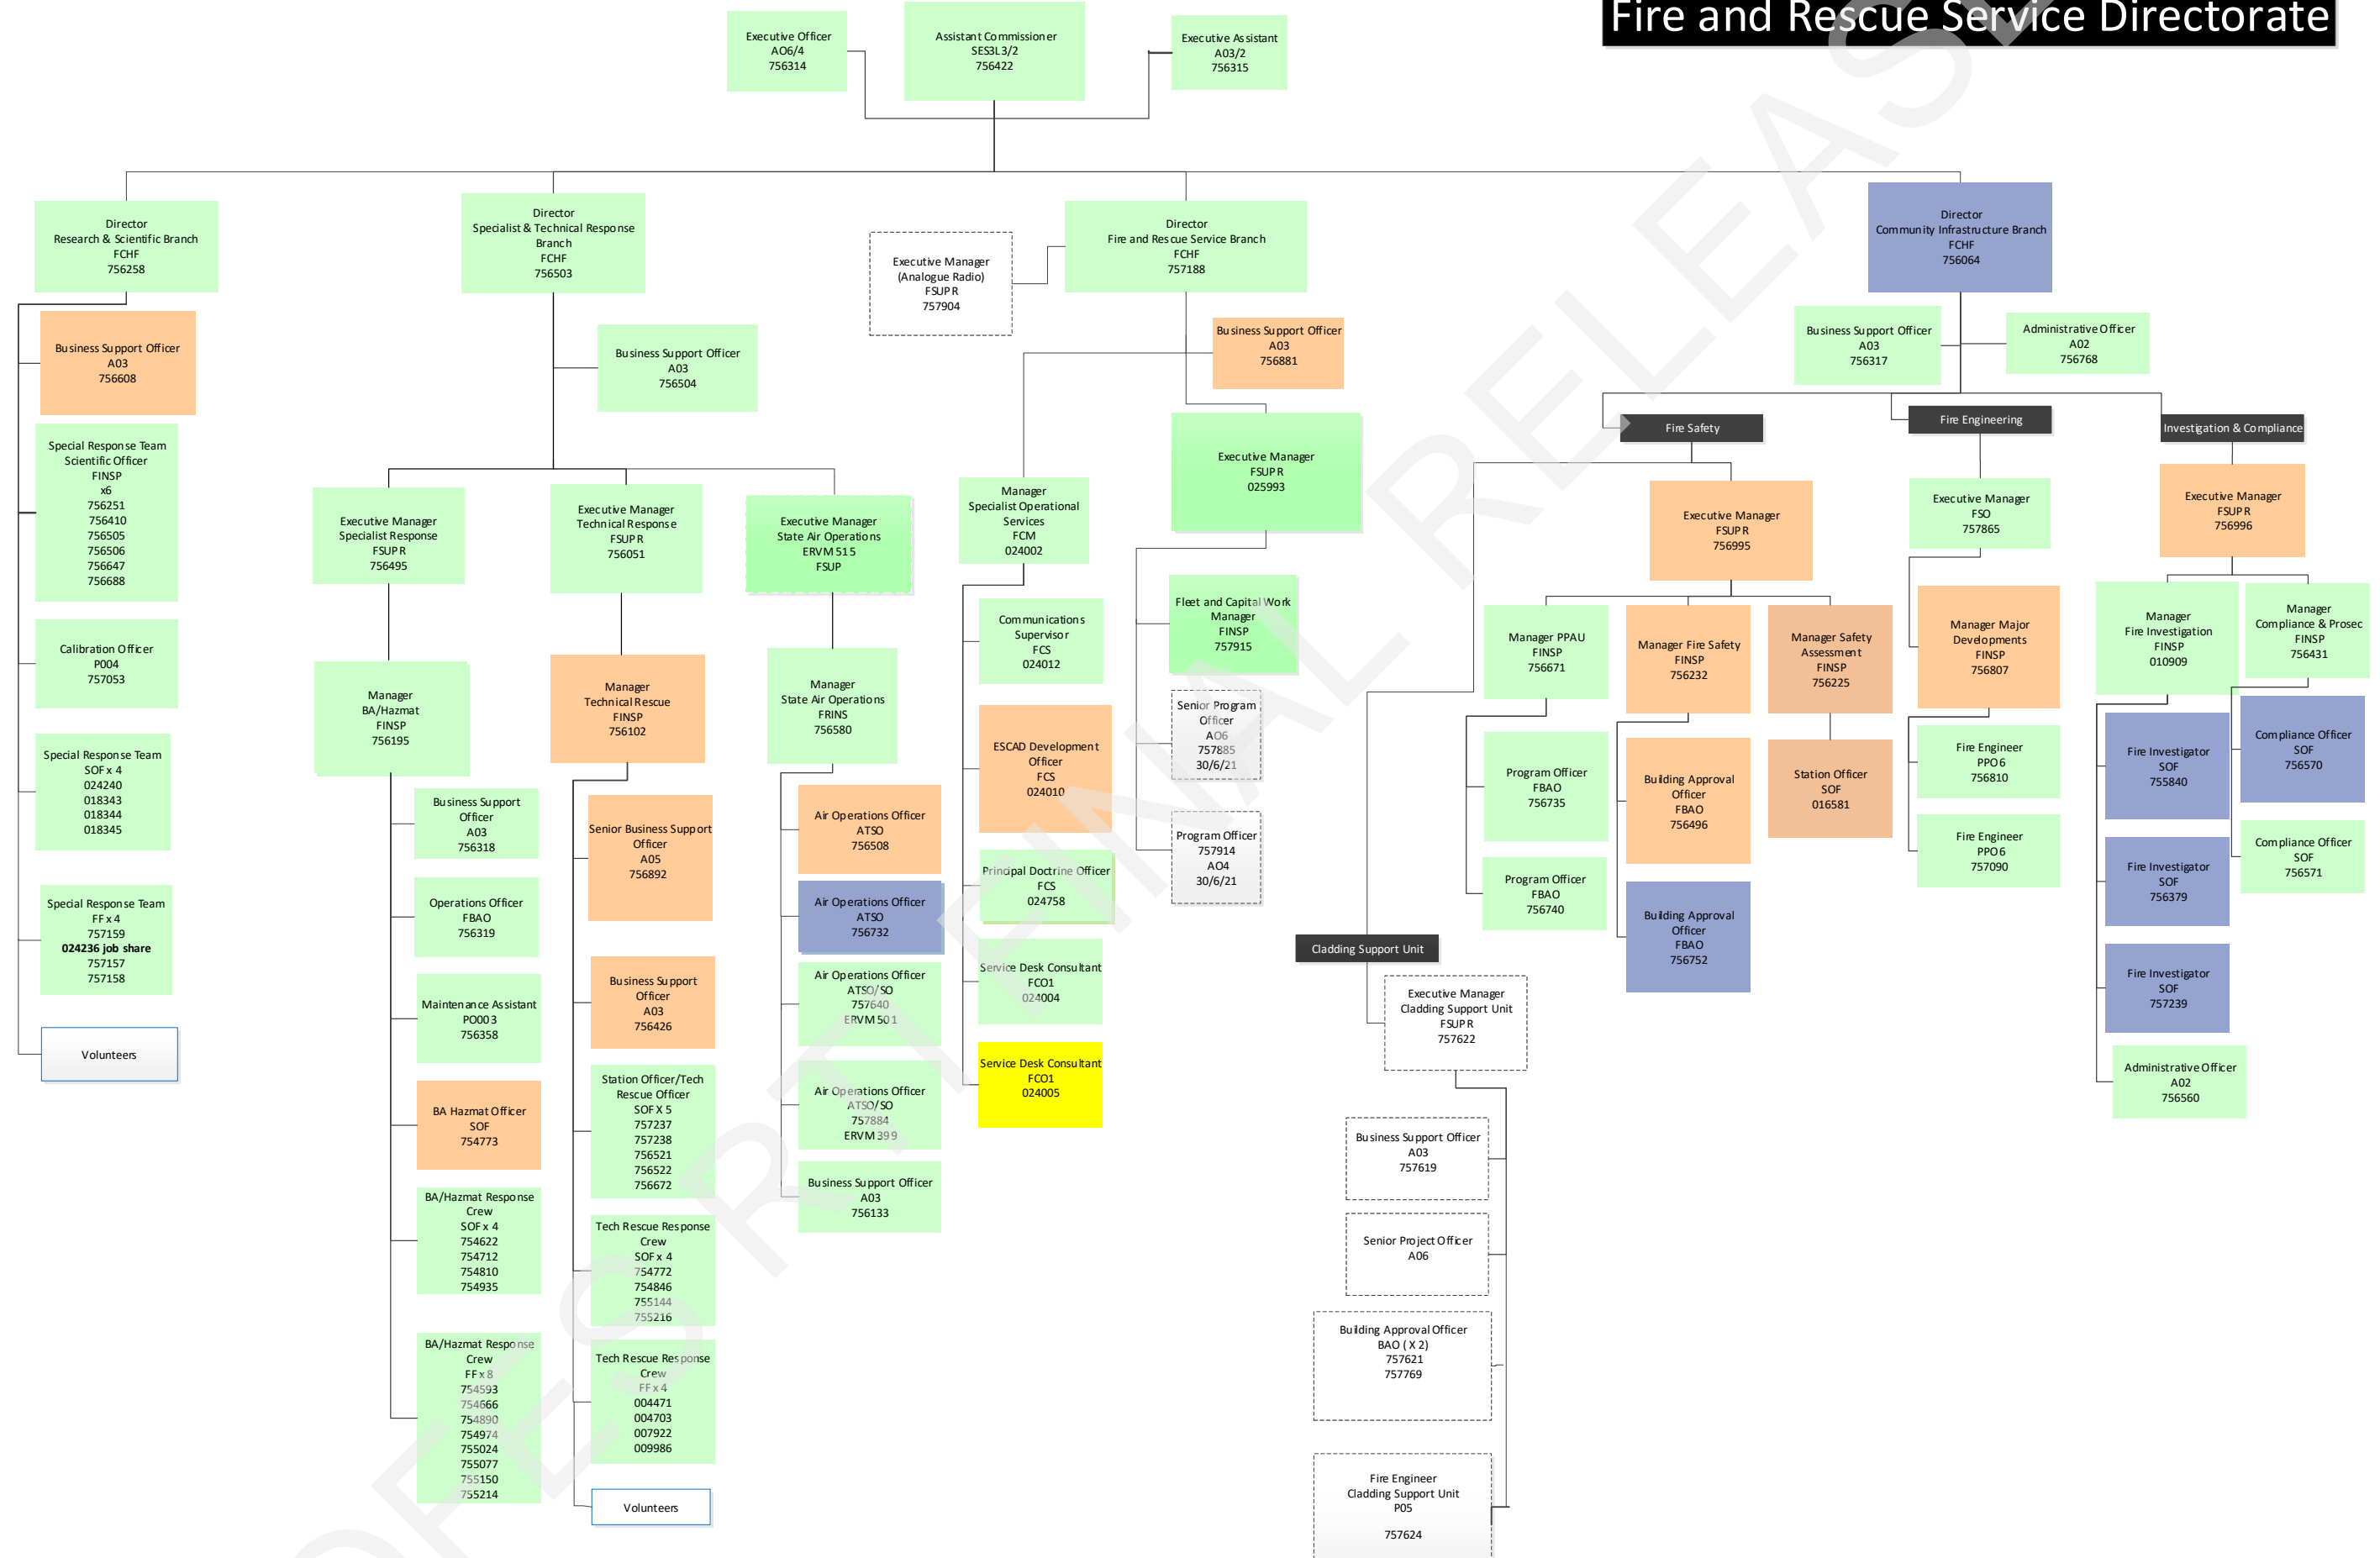 Fire and Rescue Service Directorate
Executive Officer
AO6/4
756314
Assistant Commissioner
SES3L3/2
756422
Executive Assistant
A03/2
756315
Director
Research & Scientific Branch
FCHF
756258
Business Support Officer
A03
756608
Special Response Team
Scientific Officer
FINSP
x6
756251
756410
756505
756506
756647
756688
Calibration Officer
P004
757053
Special Response Team
SOF x 4
024240
018343
018344
018345
Special Response Team
FF x 4
757159
024236 job share
757157
757158
Volunteers
Director
Specialist & Technical Response
Branch
FCHF
756503
Business Support Officer
A03
756504
Executive Manager
Specialist Response
FSUPR
756495
Manager
BA/Hazmat
FINSP
756195
Business Support
Officer
A03
756318
Operations Officer
FBAO
756319
Maintenance Assistant
PO003
756358
BA Hazmat Officer
SOF
754773
BA/Hazmat Response
Crew
SOF x 4
754622
754712
754810
754935
BA/Hazmat Response
Crew
FF x 8
754593
754666
754890
754974
755024
755077
755150
755214
Executive Manager
Technical Response
FSUPR
756051
Manager
Technical Rescue
FINSP
756102
Senior Business Support
Officer
A05
756892
Business Support
Officer
A03
756426
Station Officer/Tech
Rescue Officer
SOF X 5
757237
757238
756521
756522
756672
Tech Rescue Response
Crew
SOF x 4
754772
754846
755144
755216
Tech Rescue Response
Crew
FF x 4
004471
004703
007922
009986
Volunteers
Executive Manager
State Air Operations
ERVM 515
FSUP
Manager
State Air Operations
FRINS
756580
Air Operations Officer
ATSO
756508
Air Operations Officer
ATSO
756732
Air Operations Officer
ATSO/SO
757640
ERVM 501
Air Operations Officer
ATSO/SO
757884
ERVM 399
Business Support Officer
A03
756133
Director
Fire and Rescue Service Branch
FCHF
757188
Executive Manager
(Analogue Radio)
FSUPR
757904
Business Support Officer
A03
756881
Manager
Specialist Operational
Services
FCM
024002
Communications
Supervisor
FCS
024012
ESCAD Development
Officer
FCS
024010
Principal Doctrine Officer
FCS
024758
Service Desk Consultant
FCO1
024004
Service Desk Consultant
FCO1
024005
Executive Manager
FSUPR
025993
Fleet and Capital Work
Manager
FINSP
757915
Senior Program
Officer
AO6
757885
30/6/21
Program Officer
757914
AO4
30/6/21
Director
Community Infrastructure Branch
FCHF
756064
Business Support Officer
A03
756317
Administrative Officer
A02
756768
Fire Safety
Executive Manager
FSUPR
756995
Manager PPAU
FINSP
756671
Program Officer
FBAO
756735
Program Officer
FBAO
756740
Manager Fire Safety
FINSP
756232
Building Approval
Officer
FBAO
756496
Building Approval
Officer
FBAO
756752
Manager Safety
Assessment
FINSP
756225
Station Officer
SOF
016581
Cladding Support Unit
Executive Manager
Cladding Support Unit
FSUPR
757622
Business Support Officer
A03
757619
Senior Project Officer
A06
Building Approval Officer
BAO ( X 2)
757621
757769
Fire Engineer
Cladding Support Unit
P05
757624
Fire Engineering
Executive Manager
FSO
757865
Manager Major
Developments
FINSP
756807
Fire Engineer
PPO6
756810
Fire Engineer
PPO6
757090
Investigation & Compliance
Executive Manager
FSUPR
756996
Manager
Fire Investigation
FINSP
010909
Fire Investigator
SOF
755840
Fire Investigator
SOF
756379
Fire Investigator
SOF
757239
Administrative Officer
A02
756560
Manager
Compliance & Prosec
FINSP
756431
Compliance Officer
SOF
756570
Compliance Officer
SOF
756571
QFES RTI FINAL RELEASE